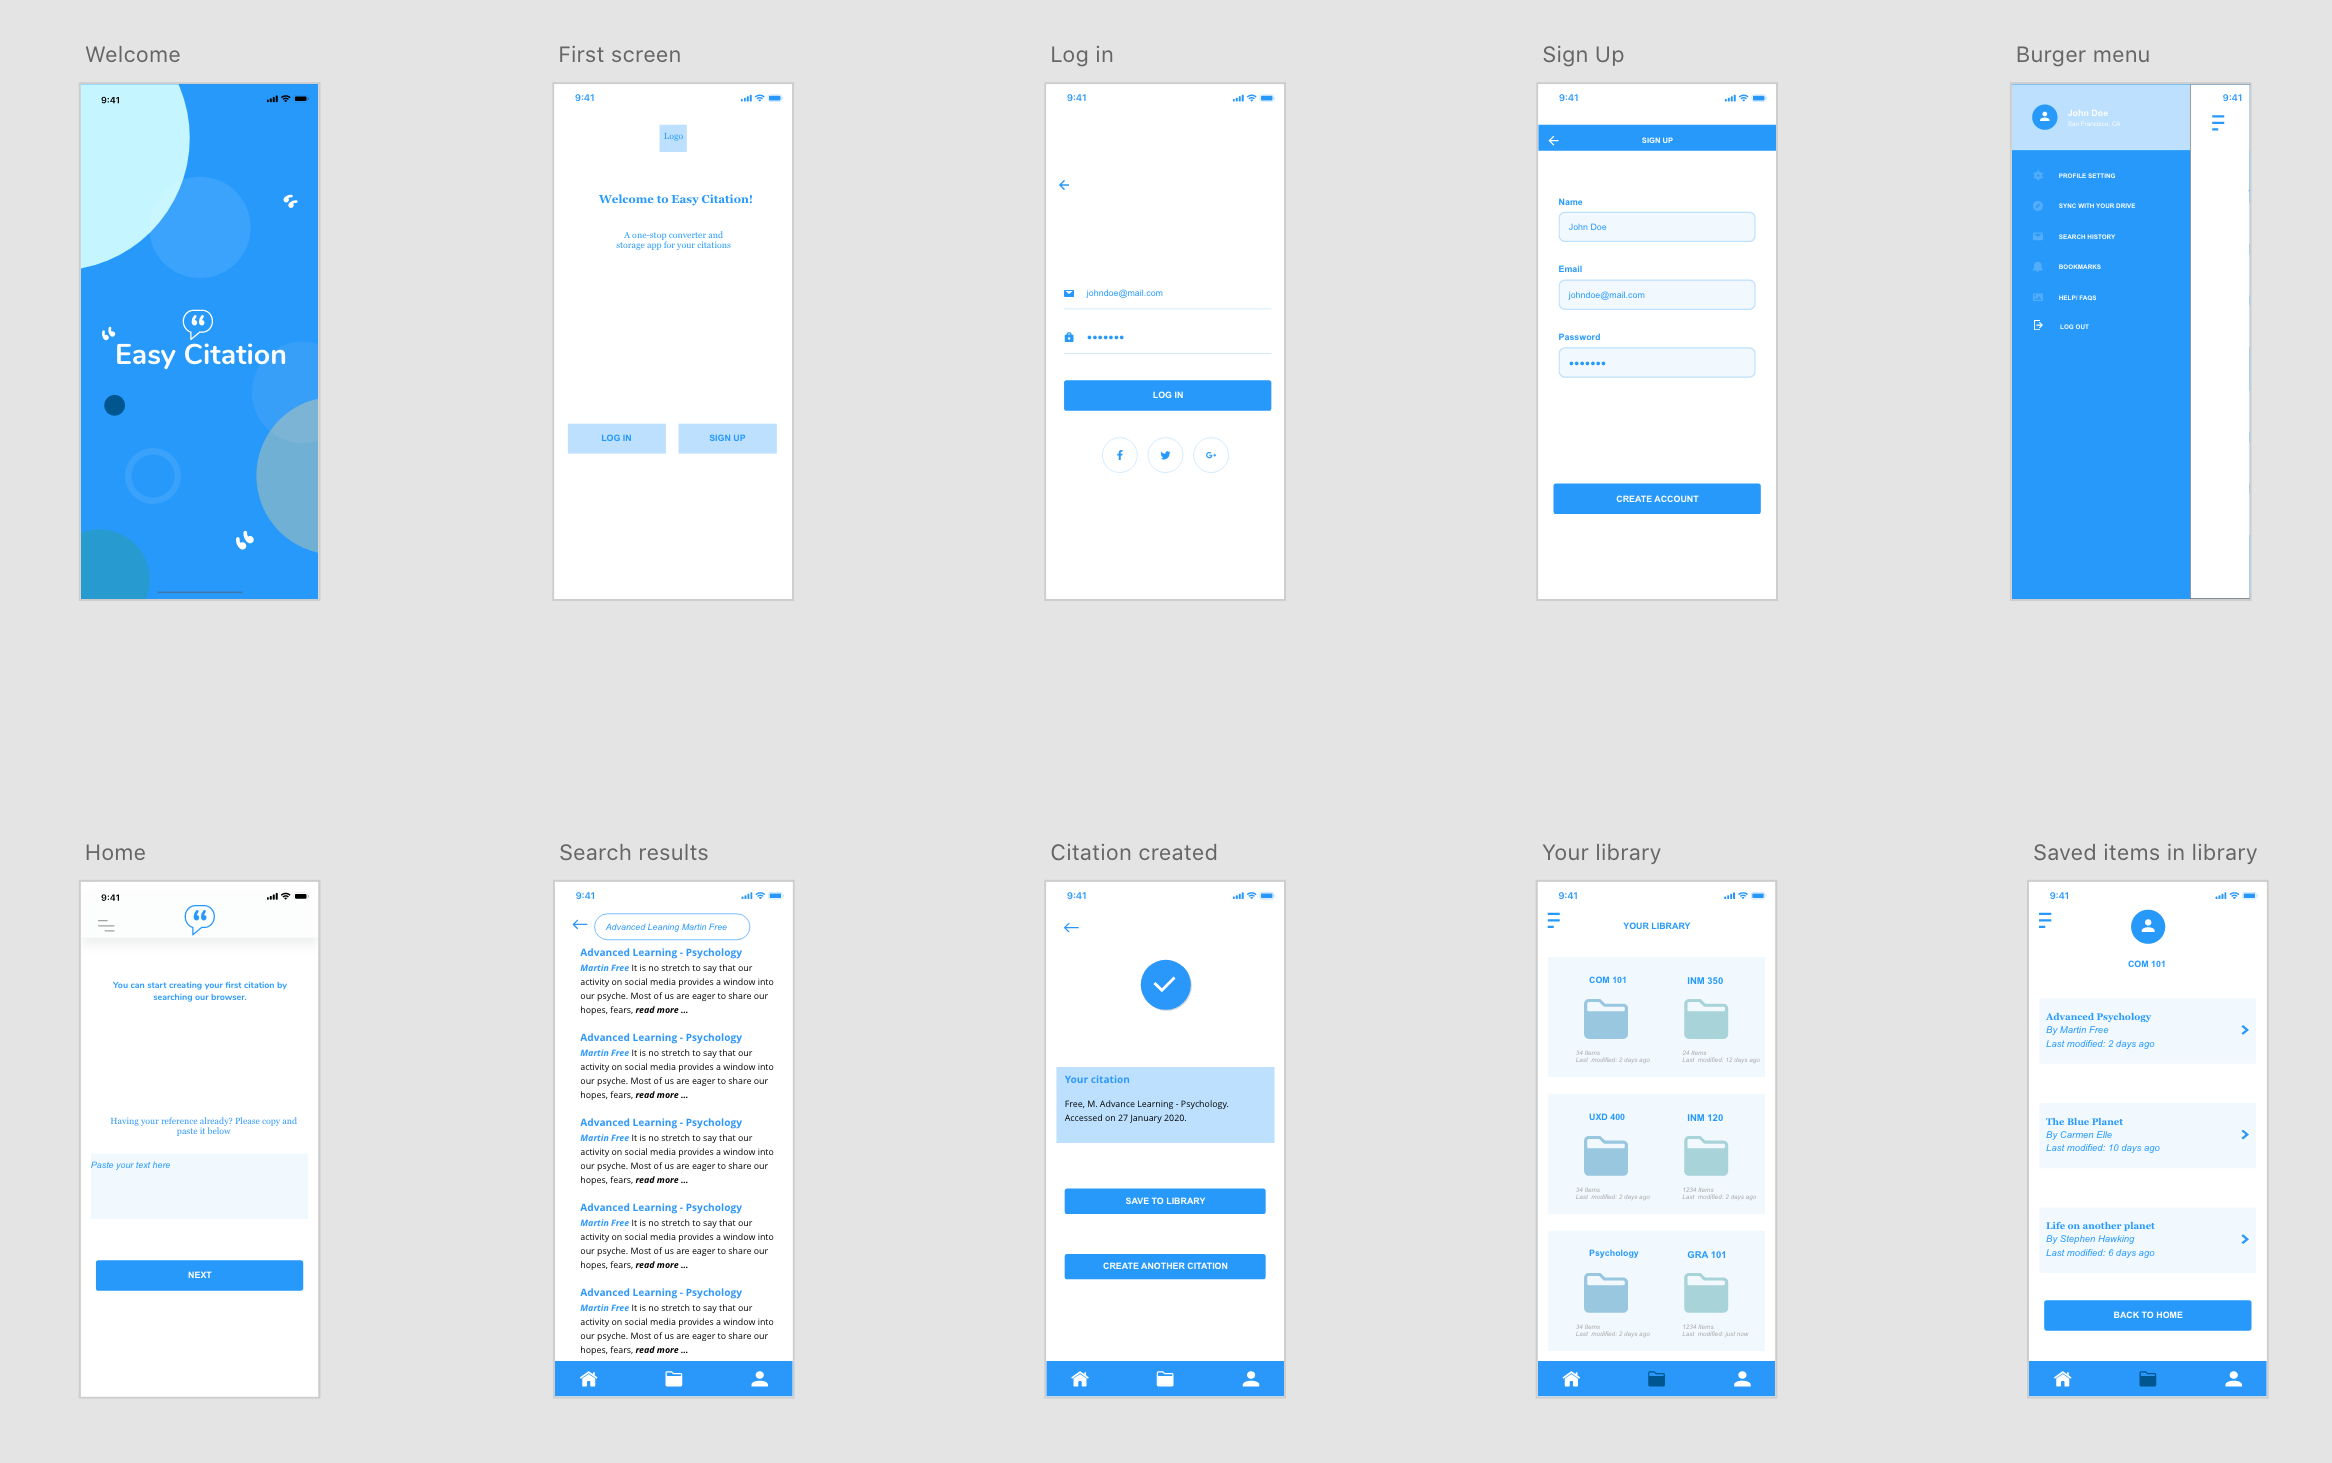 Welcome
9:41
Easy Citation
First screen
9:41
Logo
Welcome to Easy Citation!
A one-stop converter and
storage app for your citations
LOG IN
SIGN UP
Log in
9:41
johndoe@mail.com
LOG IN
Sign Up
9:41
SIGN UP
Name
John Doe
Email
johndoe@mail.com
Password
CREATE ACCOUNT
Burger menu
9:41
John Doe
San Francisco, CA
PROFILE SETTING
SYNC WITH YOUR DRIVE
SEARCH HISTORY
BOOKMARKS
HELP/ FAQS
LOG OUT
Home
9:41
You can start creating your first citation by
searching our browser.
Having your reference already? Please copy and
paste it below
Paste your text here
NEXT
Search results
9:41
Advanced Leaning Martin Free
Advanced Learning - Psychology
Martin Free It is no stretch to say that our
activity on social media provides a window into
our psyche. Most of us are eager to share our
hopes, fears, read more ...
Advanced Learning - Psychology
Martin Free It is no stretch to say that our
activity on social media provides a window into
our psyche. Most of us are eager to share our
hopes, fears, read more ...
Advanced Learning - Psychology
Martin Free It is no stretch to say that our
activity on social media provides a window into
our psyche. Most of us are eager to share our
hopes, fears, read more ...
Advanced Learning - Psychology
Martin Free It is no stretch to say that our
activity on social media provides a window into
our psyche. Most of us are eager to share our
hopes, fears, read more ...
Advanced Learning - Psychology
Martin Free It is no stretch to say that our
activity on social media provides a window into
our psyche. Most of us are eager to share our
hopes, fears, read more ...
Citation created
9:41
Your citation
Free, M. Advance Learning - Psychology.
Accessed on 27 January 2020.
SAVE TO LIBRARY
CREATE ANOTHER CITATION
Your library
9:41
YOUR LIBRARY
COM 101
34 Items
Last modified: 2 days ago
INM 350
24 Items
Last modified: 12 days ago
UXD 400
34 Items
Last modified: 2 days ago
INM 120
1234 Items
Last modified: 2 days ago
Psychology
34 Items
Last modified: 2 days ago
GRA 101
1234 Items
Last modified: just now
Saved items in library
9:41
COM 101
Advanced Psychology
By Martin Free
Last modified: 2 days ago
The Blue Planet
By Carmen Elle
Last modified: 10 days ago
Life on another planet
By Stephen Hawking
Last modified: 6 days ago
BACK TO HOME